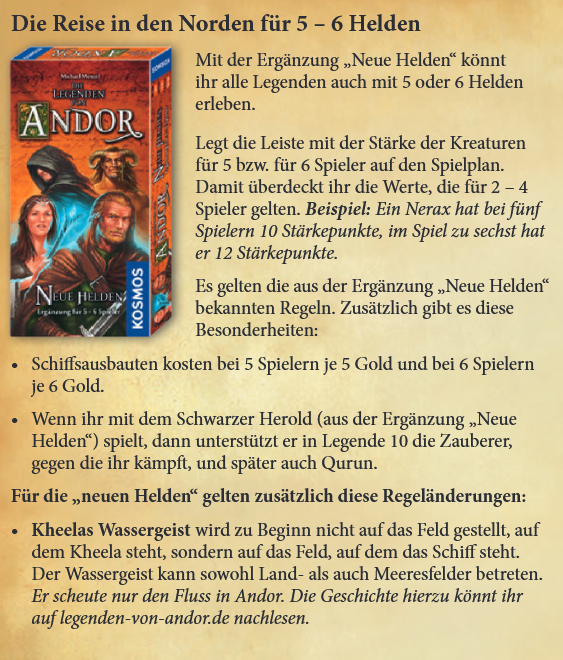 Die Reise in den Norden für 5 – 6 Helden
Michael Menzel
DIE
LEGENDEN
VON
ANDOR
NEUE HELDEN
Ergänzung für 5 – 6 Spieler
KOSMOS
ANDOR
Mit der Ergänzung „Neue Helden“ könnt
ihr alle Legenden auch mit 5 oder 6 Helden
erleben.
Legt die Leiste mit der Stärke der Kreaturen
für 5 bzw. für 6 Spieler auf den Spielplan.
Damit überdeckt ihr die Werte, die für 2 – 4
Spieler gelten. Beispiel: Ein Nerax hat bei fünf
Spielern 10 Stärkepunkte, im Spiel zu sechst hat
er 12 Stärkepunkte.
Es gelten die aus der Ergänzung „Neue Helden“
bekannten Regeln. Zusätzlich gibt es diese
Besonderheiten:
• Schiffsausbauten kosten bei 5 Spielern je 5 Gold und bei 6 Spielern
je 6 Gold.
• Wenn ihr mit dem Schwarzer Herold (aus der Ergänzung „Neue
Helden“) spielt, dann unterstützt er in Legende 10 die Zauberer,
gegen die ihr kämpft, und später auch Qurun.
Für die „neuen Helden“ gelten zusätzlich diese Regeländerungen:
• Kheelas Wassergeist wird zu Beginn nicht auf das Feld gestellt, auf
dem Kheela steht, sondern auf das Feld, auf dem das Schiff steht.
Der Wassergeist kann sowohl Land- als auch Meeresfelder betreten.
Er scheute nur den Fluss in Andor. Die Geschichte hierzu könnt ihr
auf legenden-von-andor.de nachlesen.